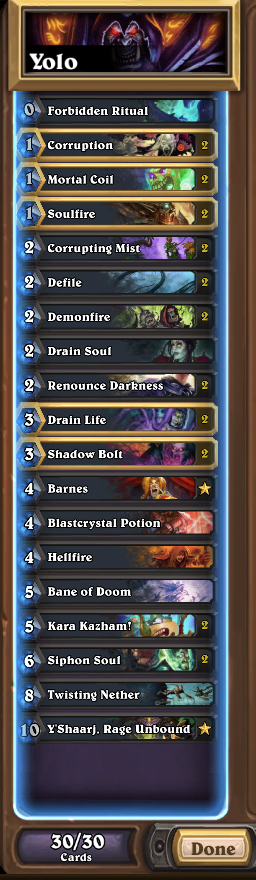 Yolo
0 Forbidden Ritual
1 Corruption 2
1 Mortal Coil 2
1 Soulfire 2
2 Corrupting Mist 2
2 Defile 2
2 Demonfire 2
2 Drain Soul
2 Renounce Darkness 2
3 Drain Life 2
3 Shadow Bolt 2
4 Barnes
4 Blastcrystal Potion
4 Hellfire
5 Bane of Doom
5 Kara Kazham! 2
6 Siphon Soul 2
8 Twisting Nether
10 Y'Shaarj, Rage Unbound
30/30
Cards
Done